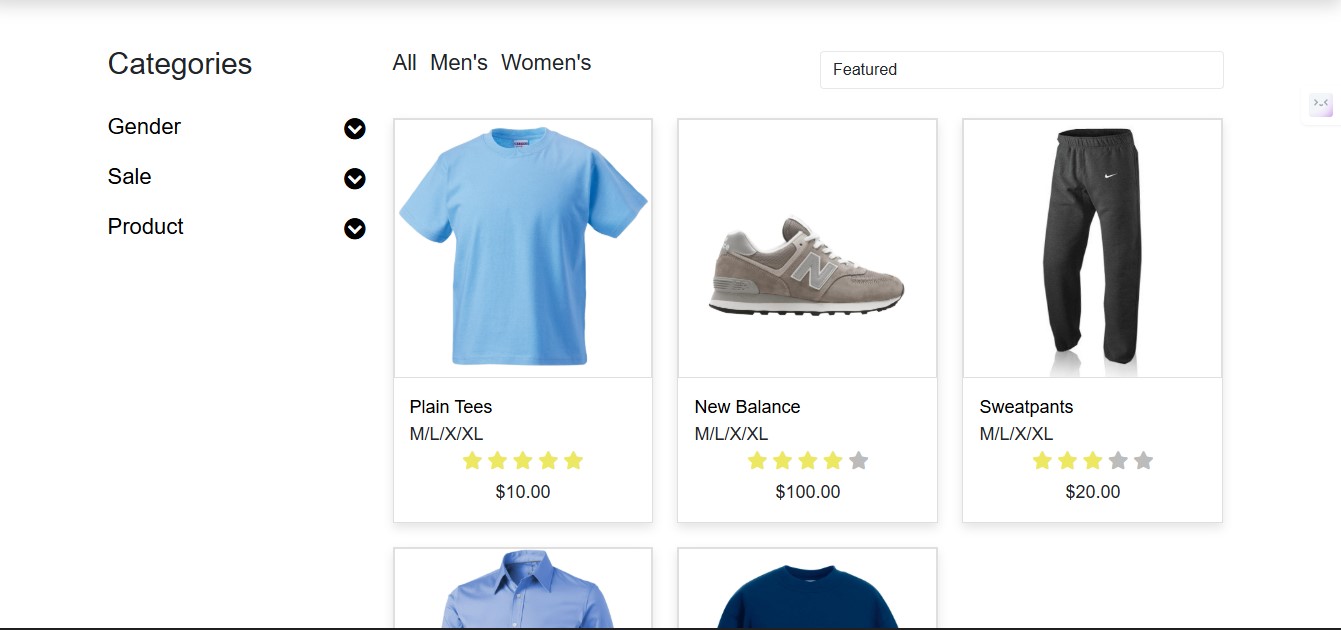 Categories
All Men's Women's
Featured
Gender
Sale
Product
N
Plain Tees
M/L/X/XL
$10.00
New Balance
M/L/X/XL
$100.00
Sweatpants
M/L/X/XL
$20.00